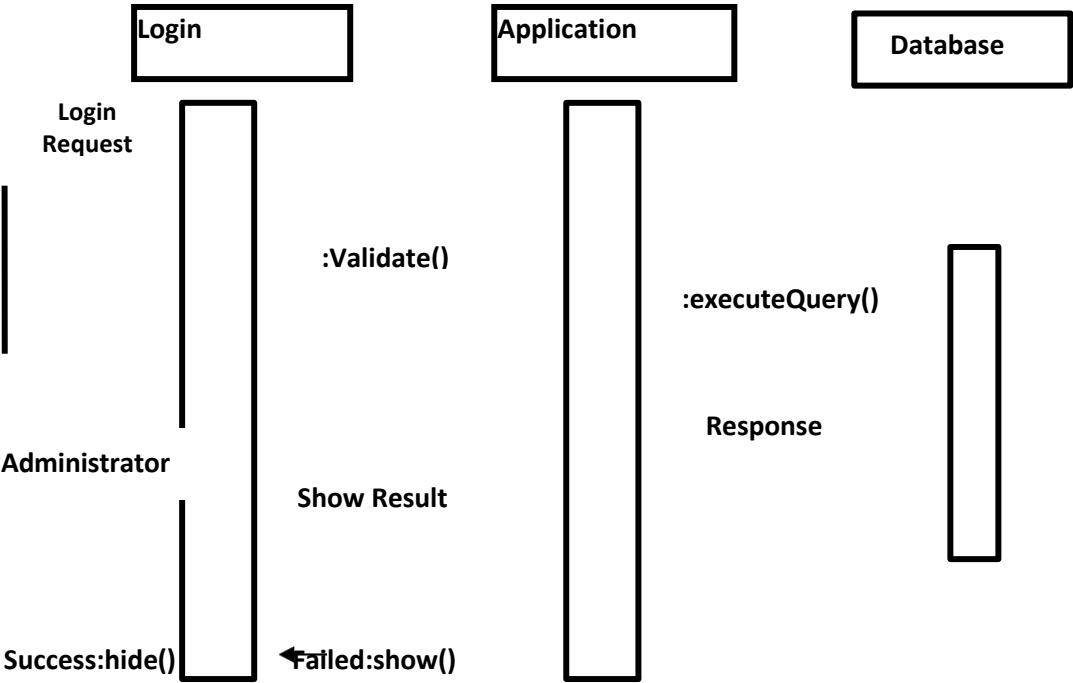 Login
Application
Database
Login
Request
:Validate()
:executeQuery()
Response
Administrator
Show Result
Success:hide()
Failed:show()